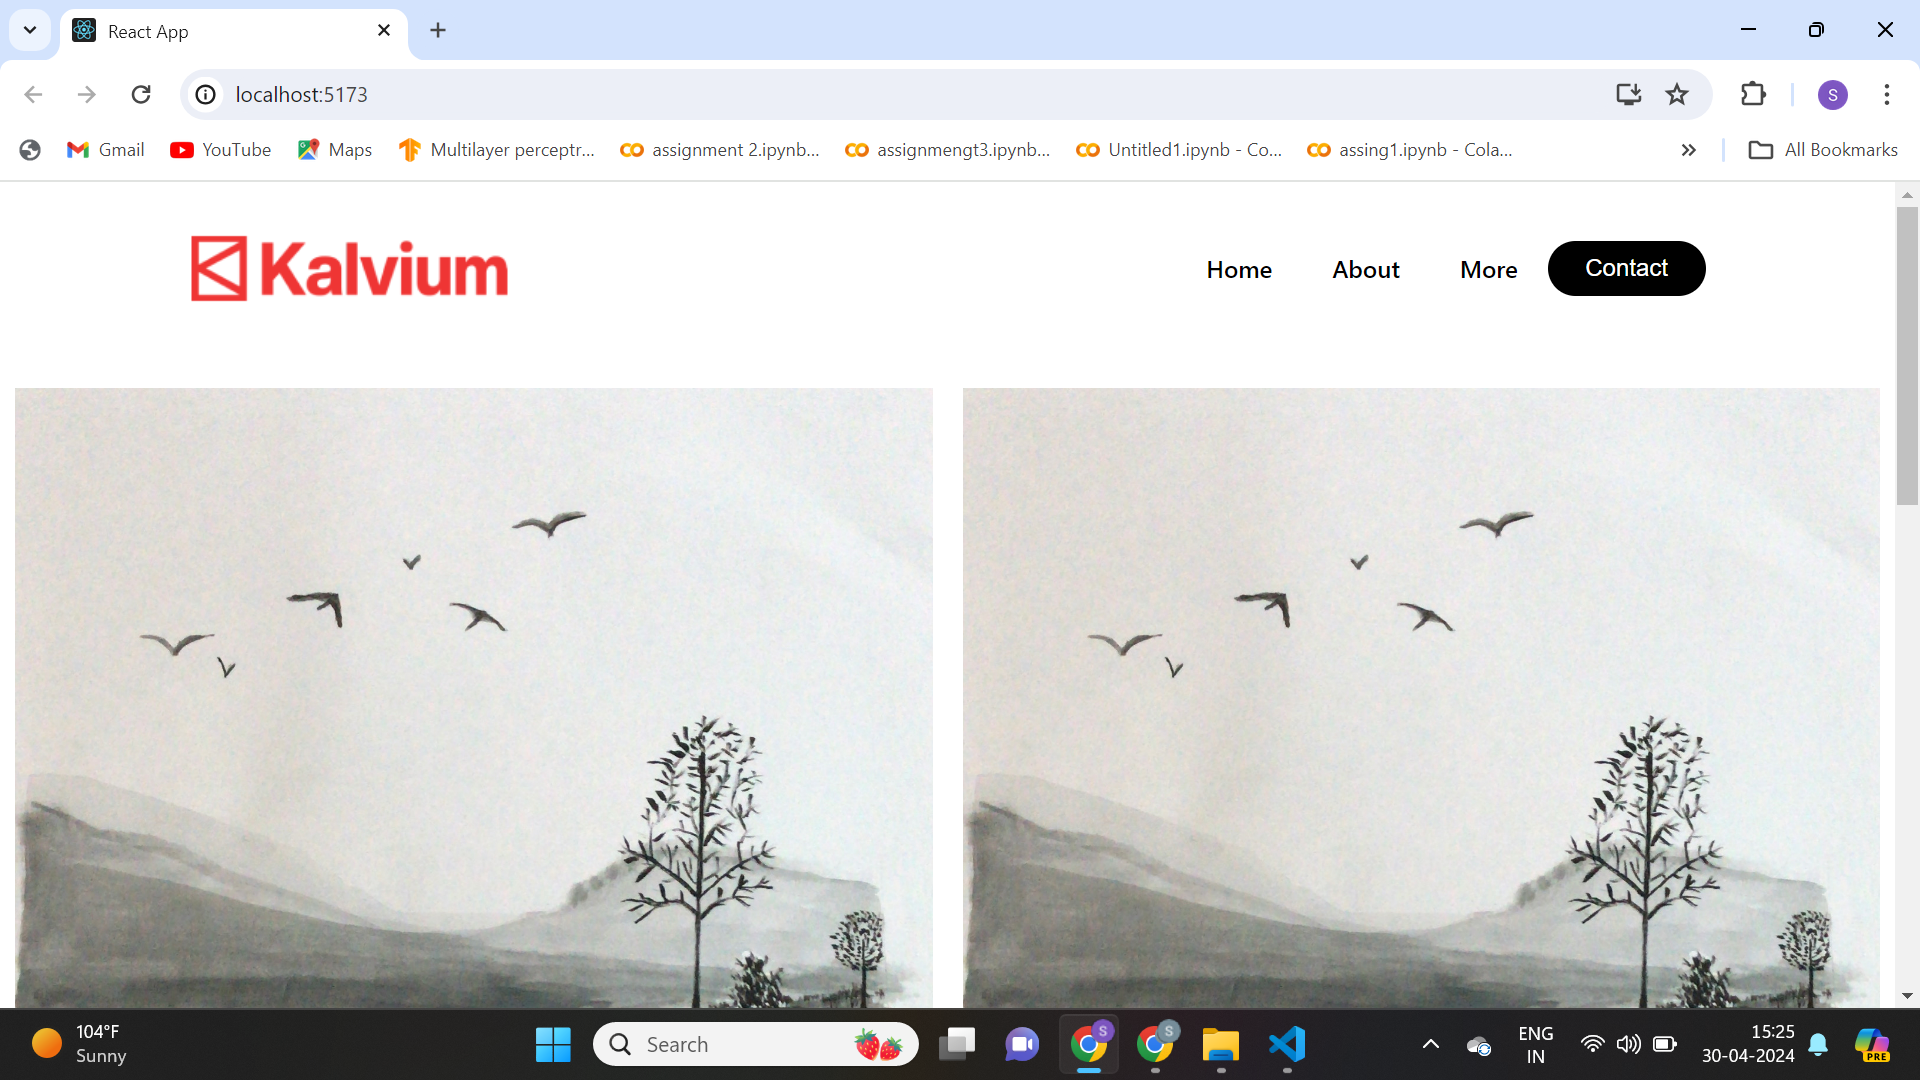 React App
localhost:5173
S
Gmail
YouTube
Maps
Multilayer perceptr...
assignment 2.ipynb...
assignmengt3.ipynb...
Untitled1.ipynb - Co...
assing1.ipynb - Cola...
All Bookmarks
Kalvium
Home
About
More
Contact
104°F
Sunny
Search
S
S
ENG
IN
15:25
30-04-2024
PRE